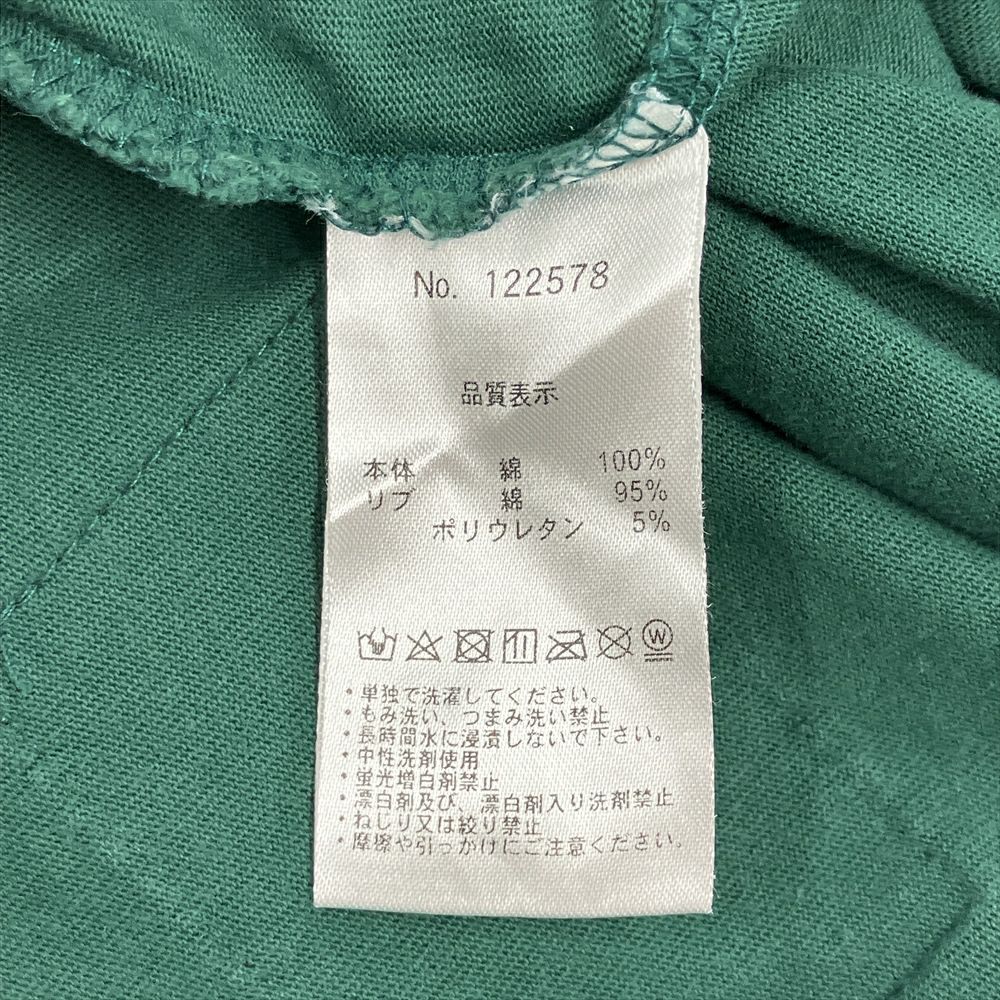 No. 122578
品質表示
本体 綿 100%
リブ 綿 95%
ポリウレタン 5%
W
・単独で洗濯してください。
・もみ洗い、つまみ洗い禁止
・長時間水に浸漬しないで下さい。
・中性洗剤使用
・蛍光増白剤禁止
・漂白剤及び、漂白剤入り洗剤禁止
・ねじり又は絞り禁止
・摩擦や引っかけにご注意ください。